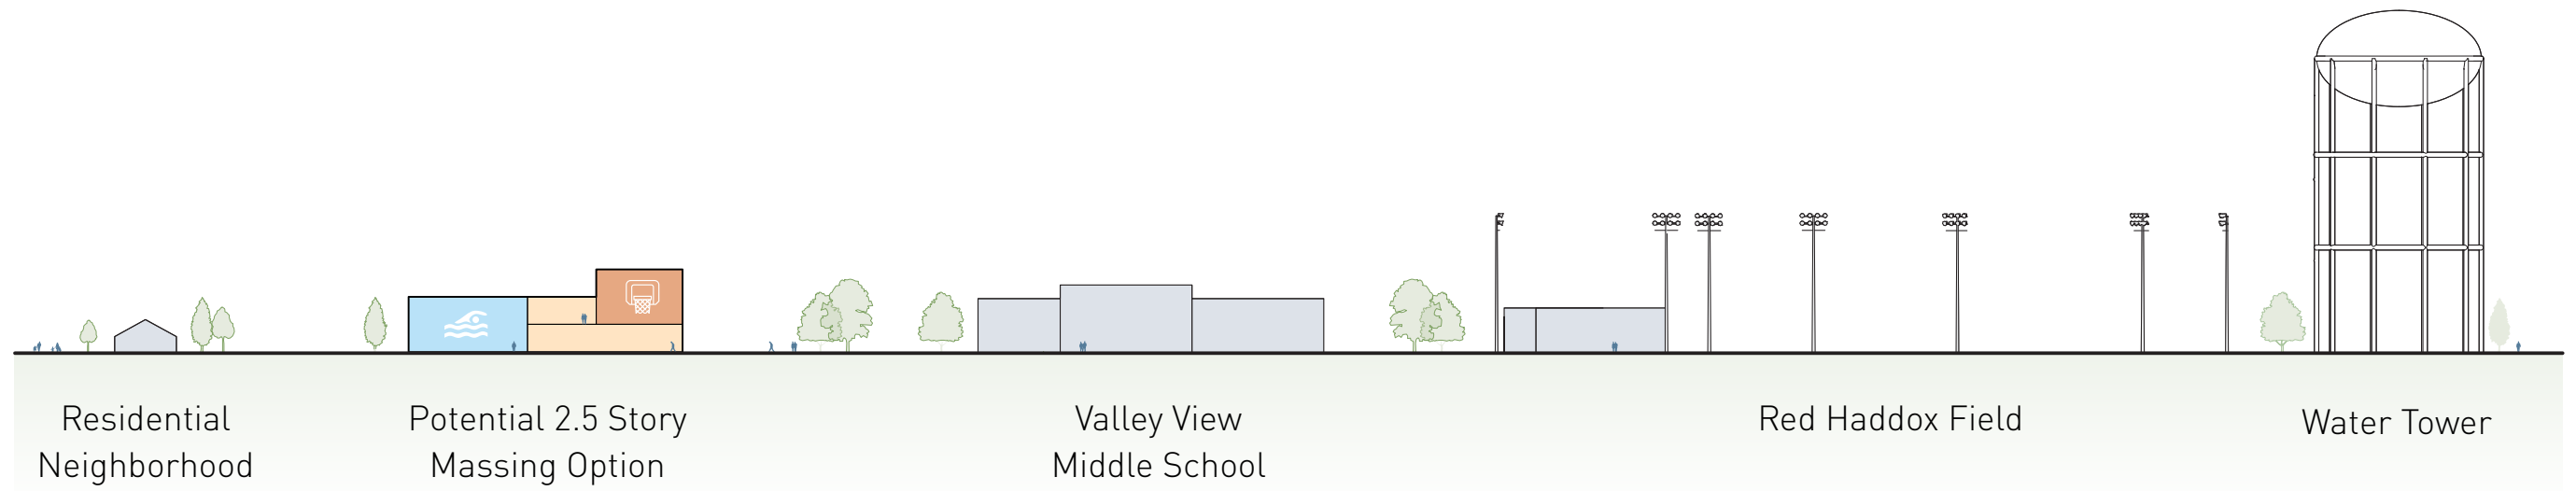 Residential
Neighborhood
Potential 2.5 Story
Massing Option
Valley View
Middle School
Red Haddox Field
Water Tower